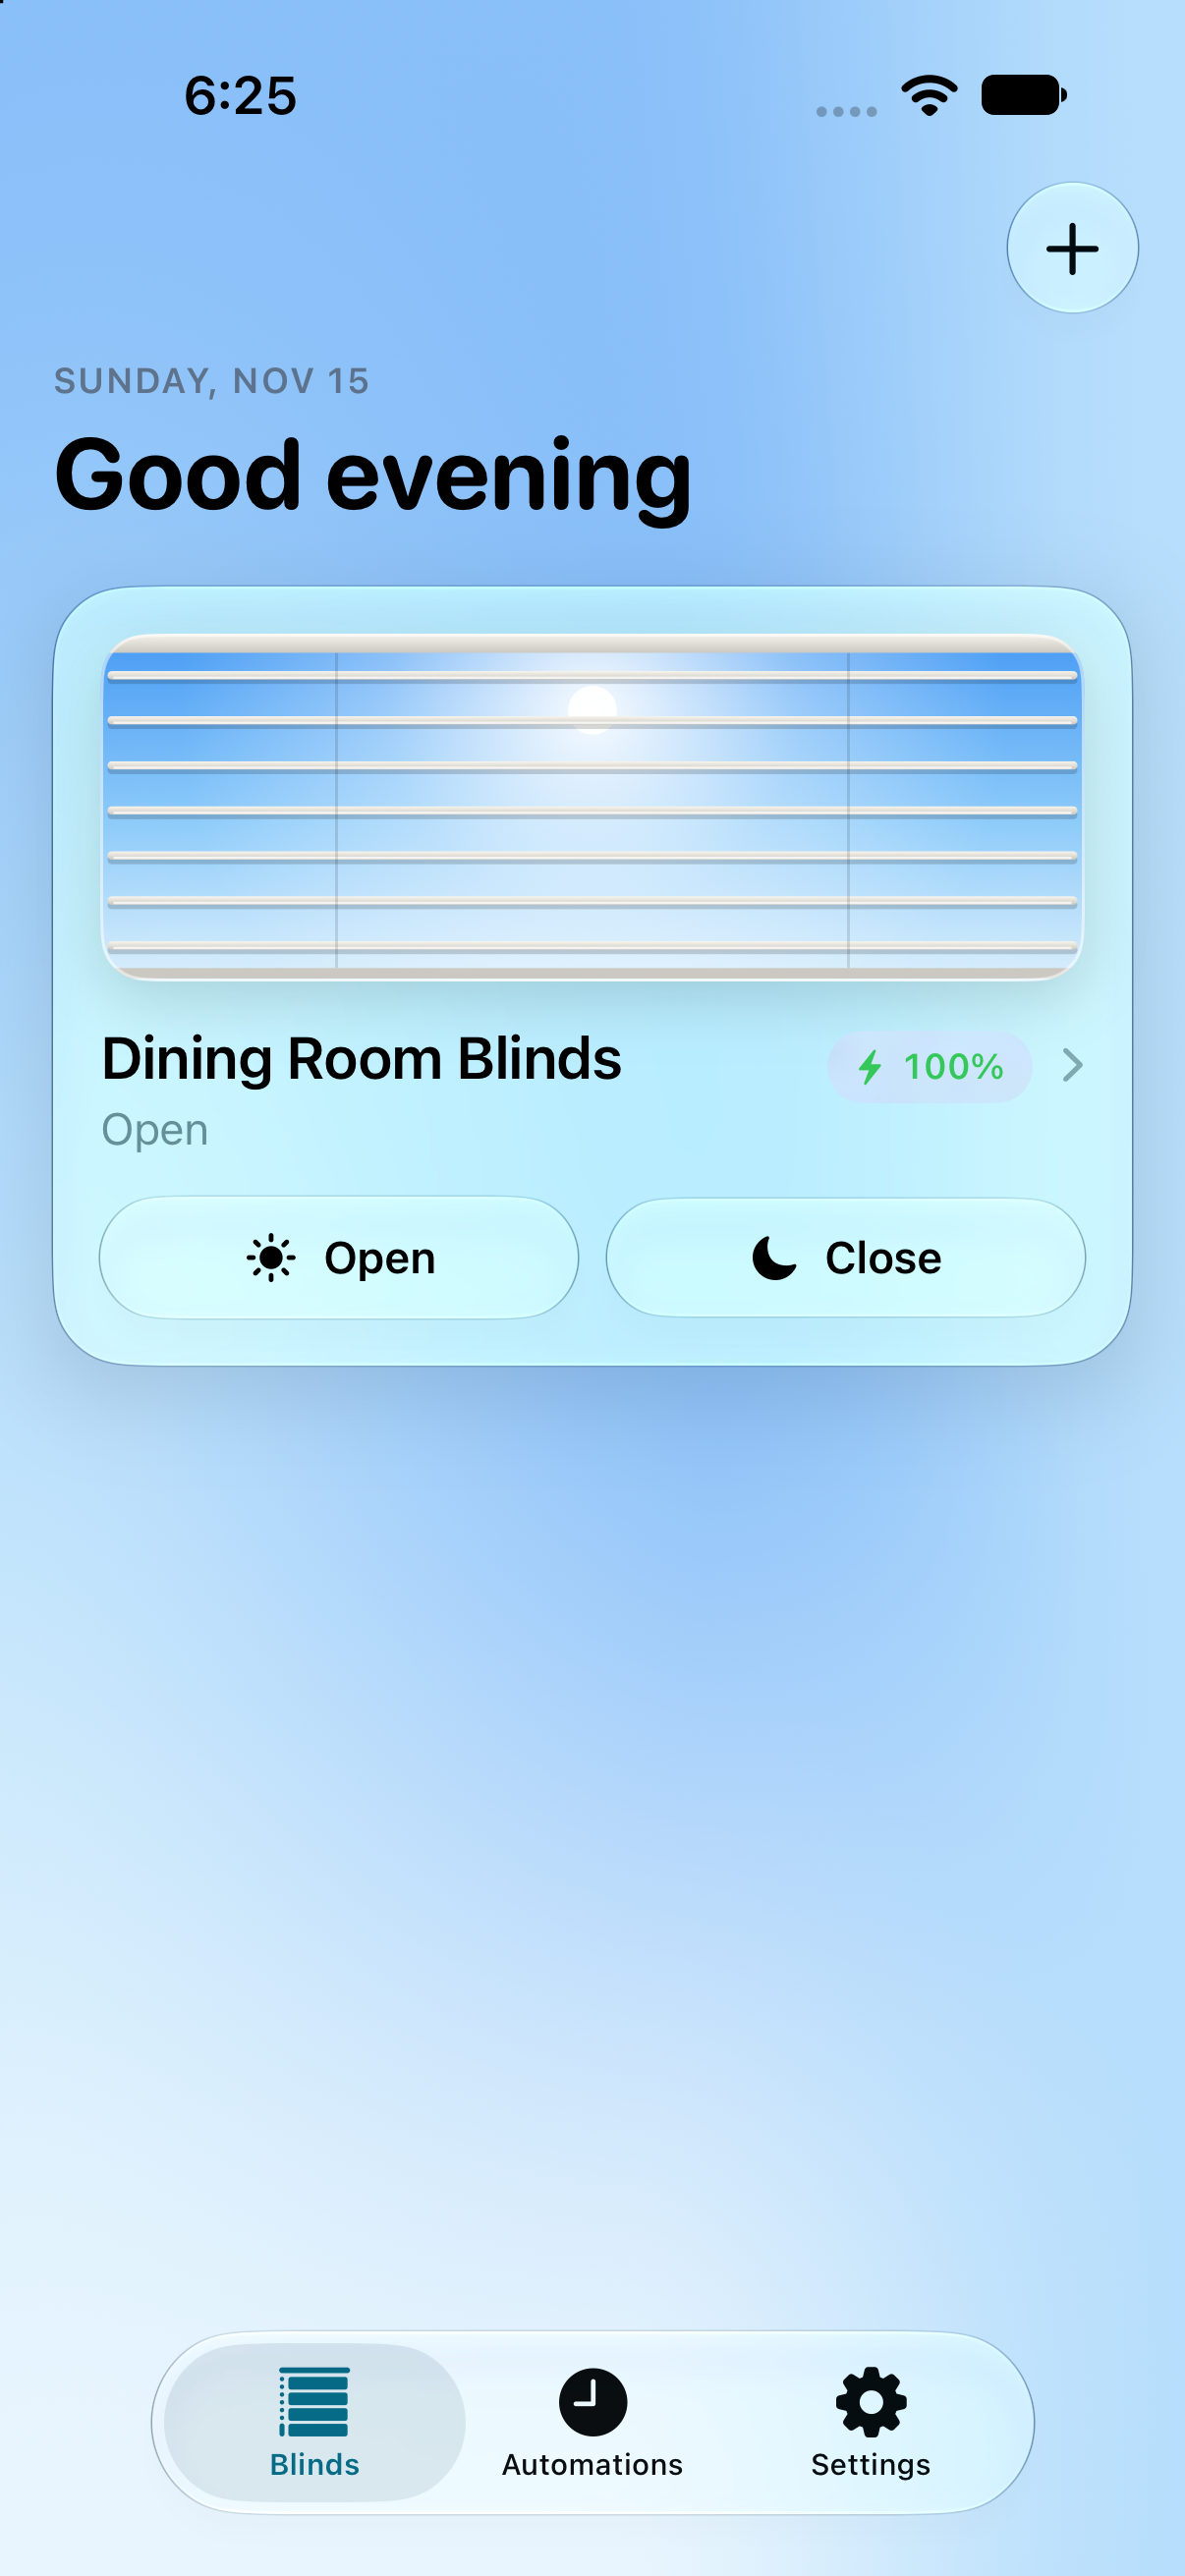 6:25
SUNDAY, NOV 15
Good evening
Dining Room Blinds
100%
Open
Open
Close
Blinds
Automations
Settings